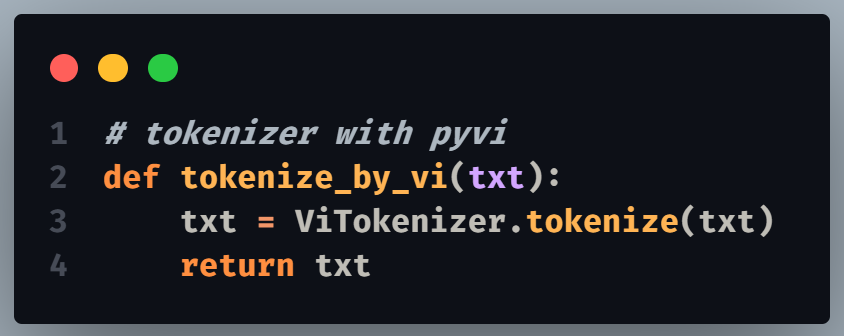 1 # tokenizer with pyvi
2 def tokenize_by_vi(txt):
3     txt = ViTokenizer.tokenize(txt)
4     return txt